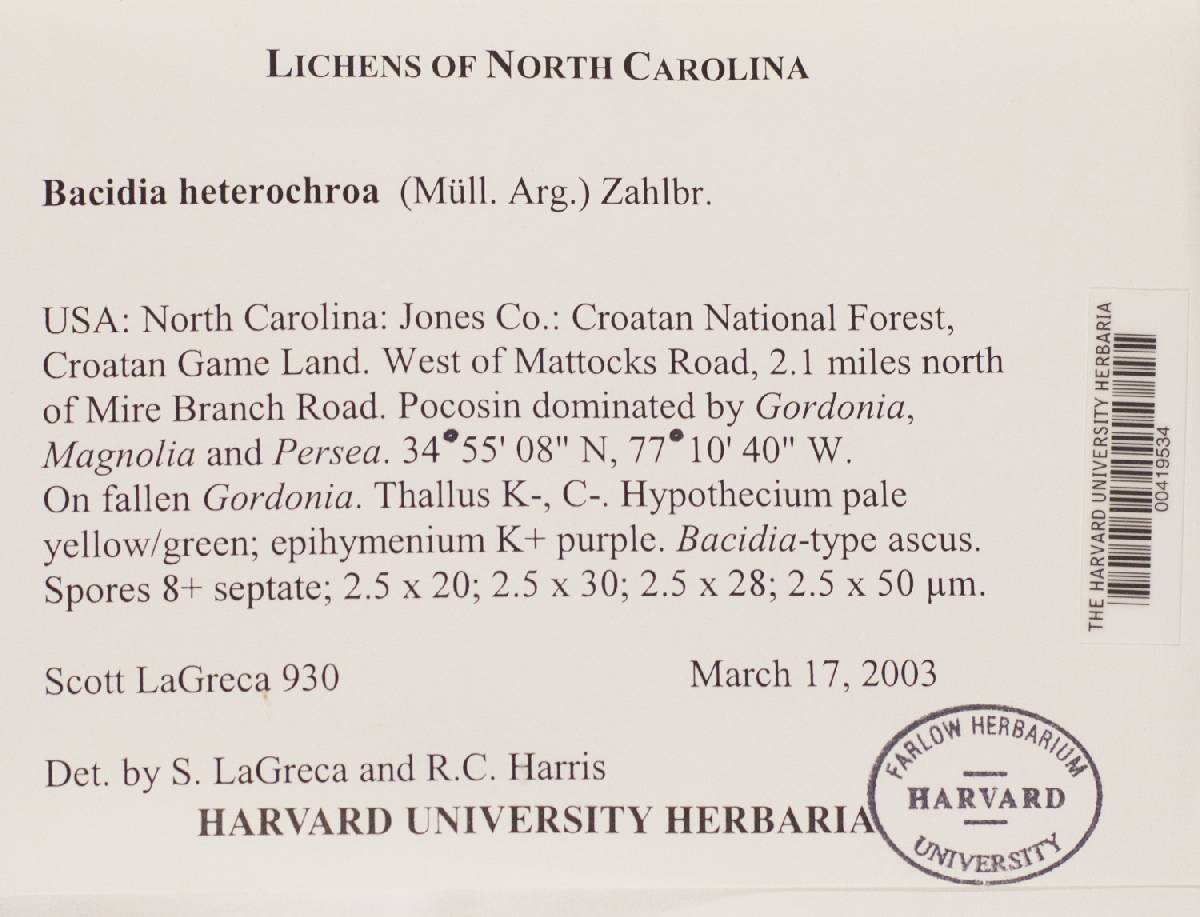 LICHENS OF NORTH CAROLINA
Bacidia heterochroa (Müll. Arg.) Zahlbr.
USA: North Carolina: Jones Co.: Croatan National Forest,
Croatan Game Land. West of Mattocks Road, 2.1 miles north
of Mire Branch Road. Pocosin dominated by Gordonia,
Magnolia and Persea. 34°55' 08" N, 77°10' 40" W.
On fallen Gordonia. Thallus K-, C-. Hypothecium pale
yellow/green; epihymenium K+ purple. Bacidia-type ascus.
Spores 8+ septate; 2.5 x 20; 2.5 x 30; 2.5 x 28; 2.5 x 50 µm.
Scott LaGreca 930 March 17, 2003
Det. by S. LaGreca and R.C. Harris
HARVARD UNIVERSITY HERBARIA
FARLOW HERBARIUM
HARVARD
UNIVERSITY
THE HARVARD UNIVERSITY HERBARIA
00419534